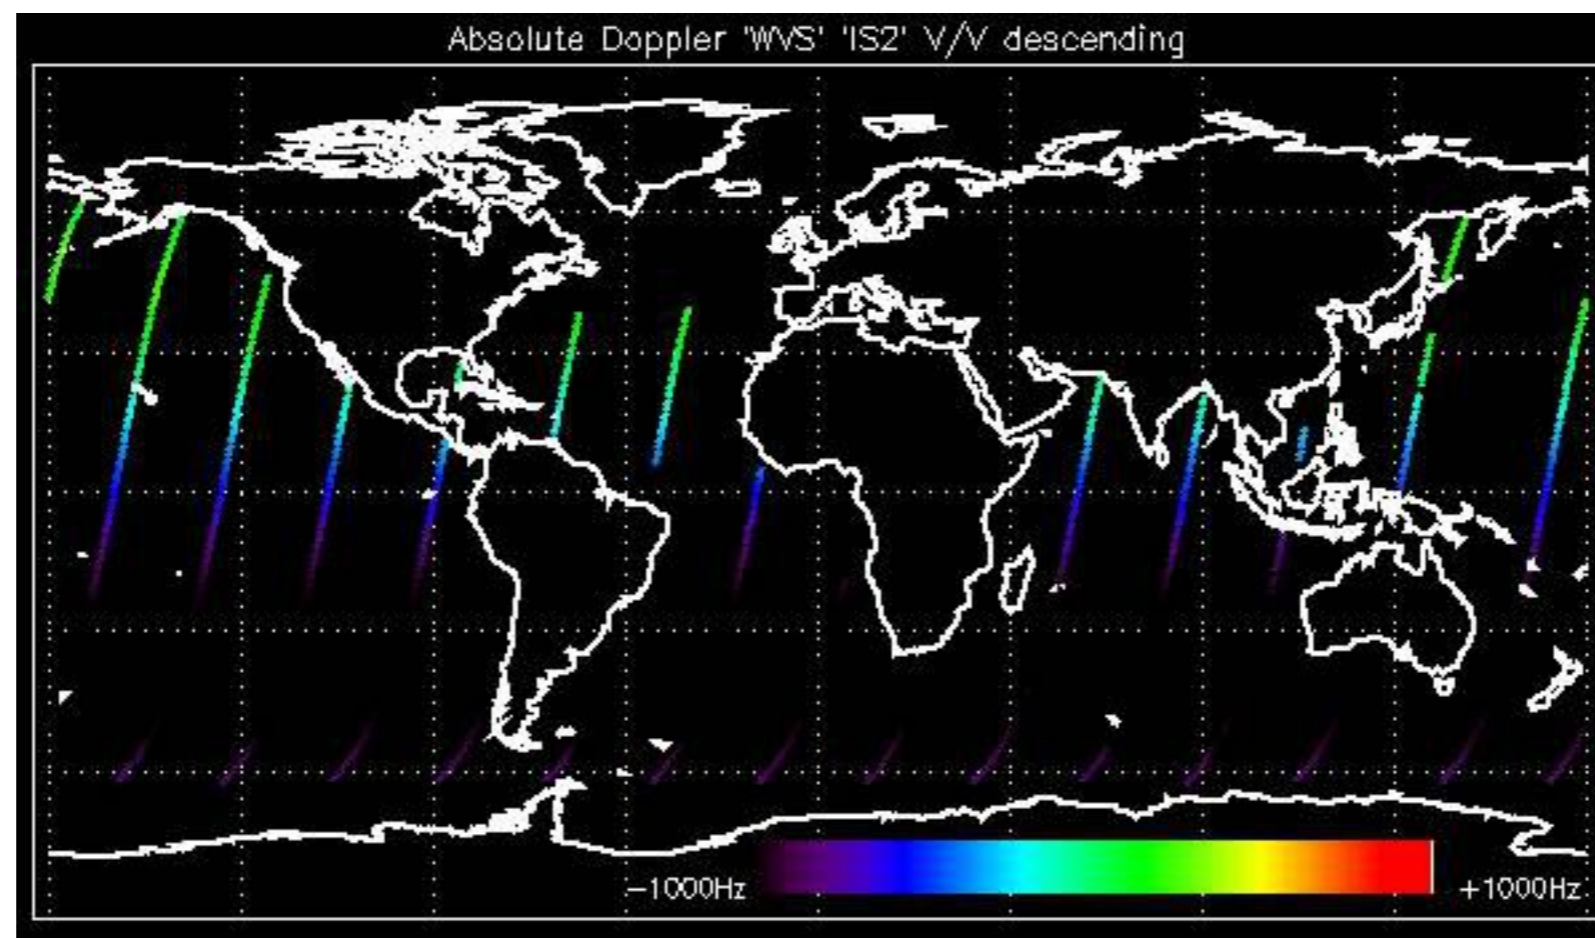 Absolute Doppler 'WVS' 'IS2' V/V descending
−1000Hz
+1000Hz